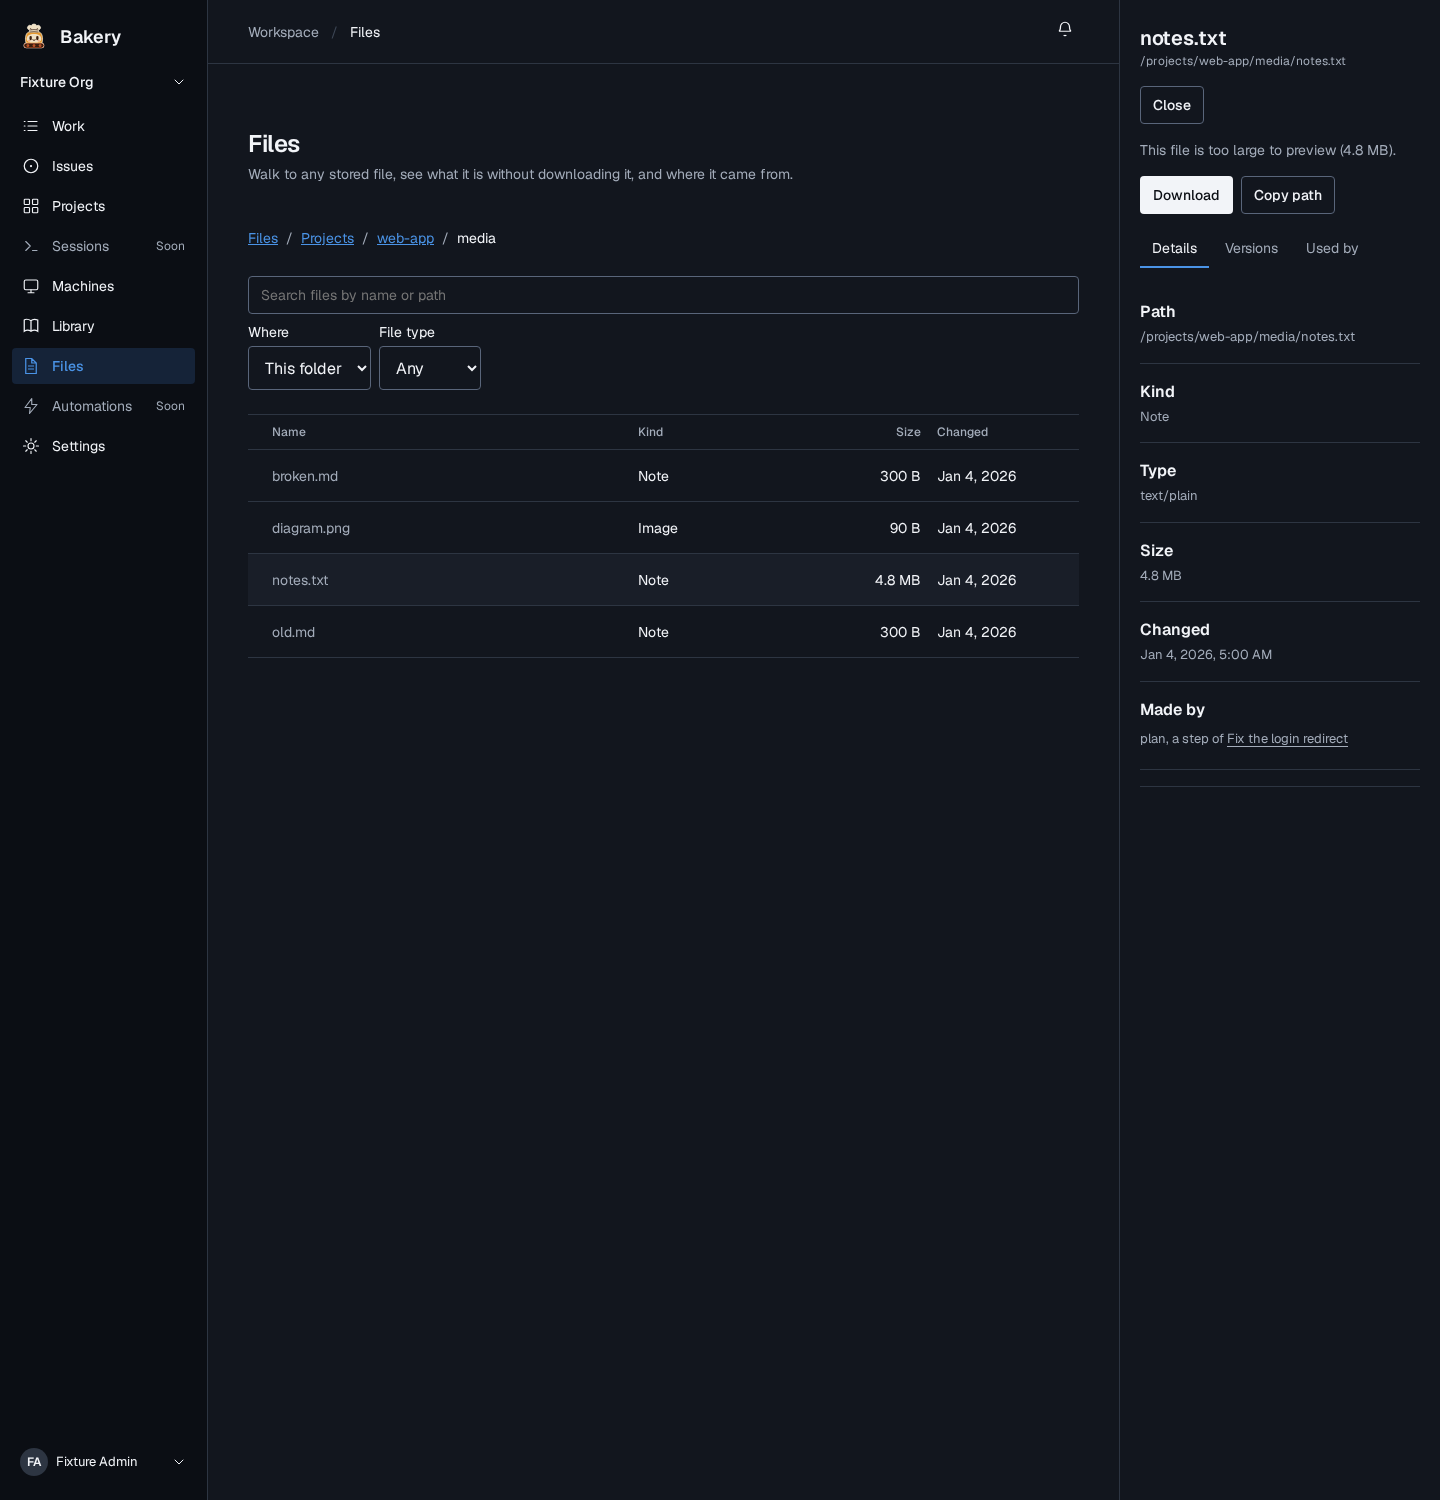 Bakery
Fixture Org
Work
Issues
Projects
Sessions Soon
Machines
Library
Files
Automations Soon
Settings
FA Fixture Admin
Workspace / Files
Files
Walk to any stored file, see what it is without downloading it, and where it came from.
Files / Projects / web-app / media
Search files by name or path
Where File type
This folder Any
Name Kind Size Changed
broken.md Note 300 B Jan 4, 2026
diagram.png Image 90 B Jan 4, 2026
notes.txt Note 4.8 MB Jan 4, 2026
old.md Note 300 B Jan 4, 2026
notes.txt
/projects/web-app/media/notes.txt
Close
This file is too large to preview (4.8 MB).
Download Copy path
Details Versions Used by
Path
/projects/web-app/media/notes.txt
Kind
Note
Type
text/plain
Size
4.8 MB
Changed
Jan 4, 2026, 5:00 AM
Made by
plan, a step of Fix the login redirect